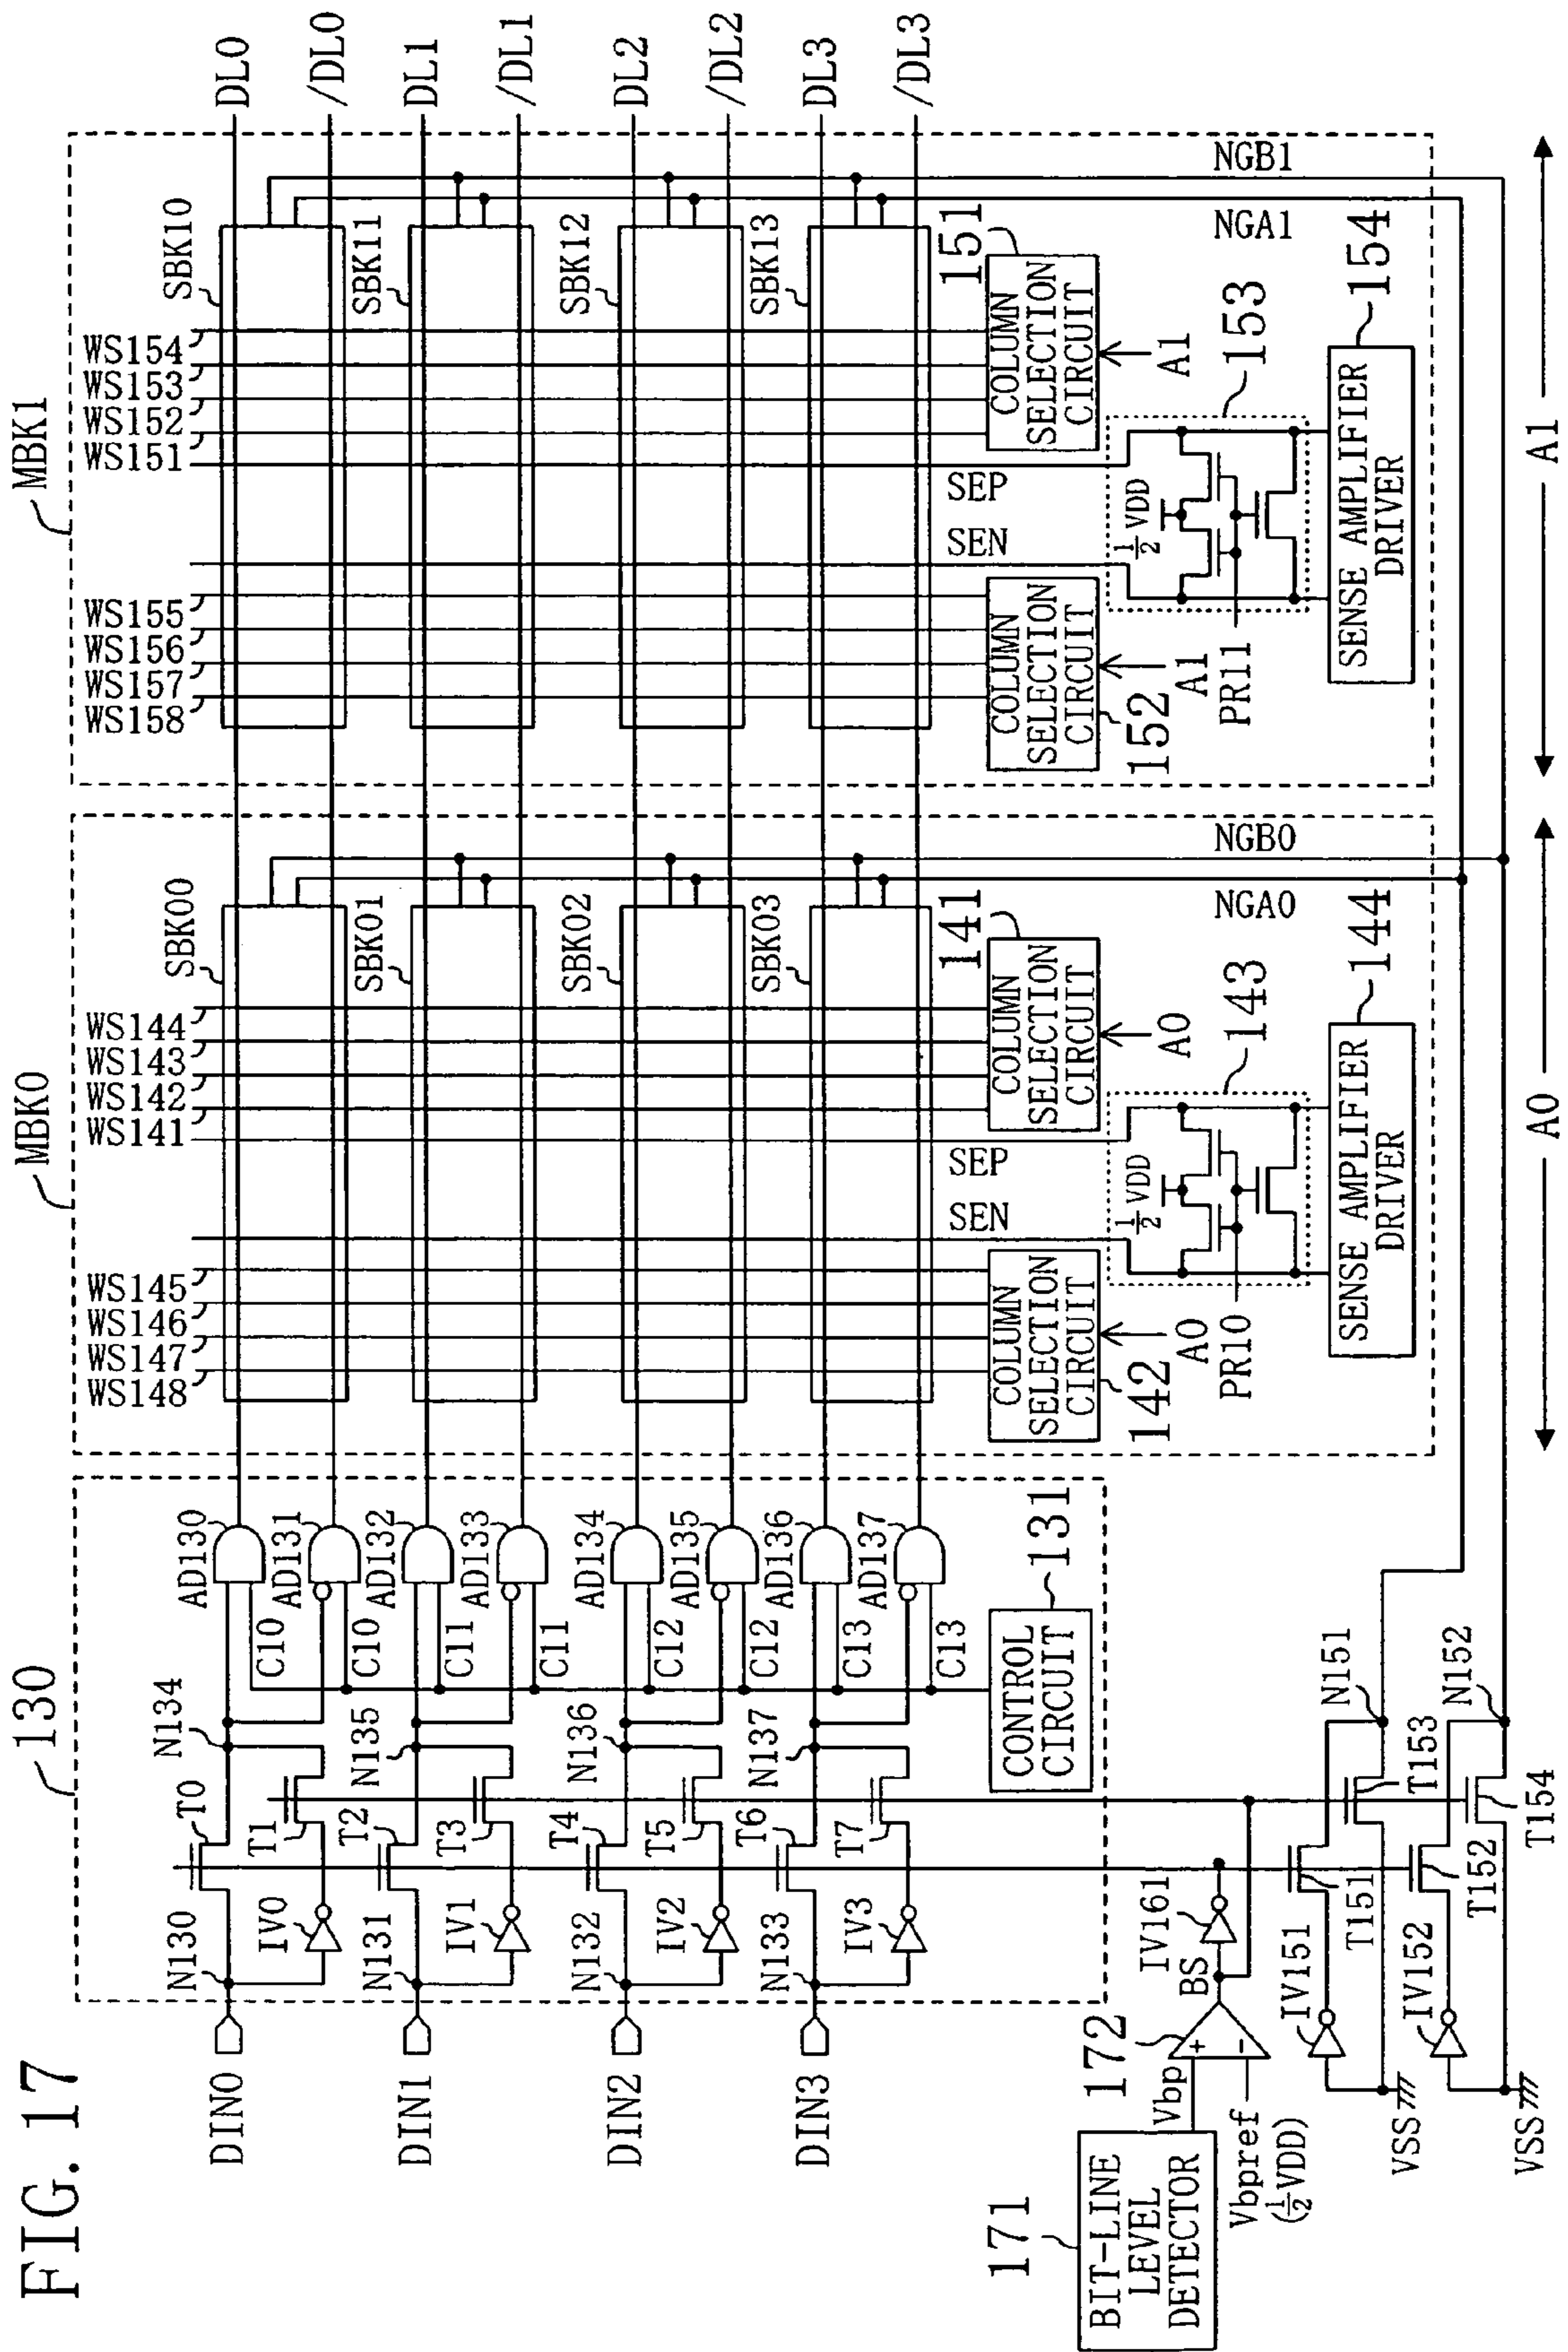 FIG. 17
130
MBK0
MBK1
DIN0
DIN1
DIN2
DIN3
N130
N131
N132
N133
IV0
IV1
IV2
IV3
T0
T1
T2
T3
T4
T5
T6
T7
N134
N135
N136
N137
C10
C10
C11
C11
C12
C12
C13
C13
AD130
AD131
AD132
AD133
AD134
AD135
AD136
AD137
CONTROL
CIRCUIT
131
WS148
WS147
WS146
WS145
WS141
WS142
WS143
WS144
SBK00
SBK01
SBK02
SBK03
SEN
SEP
COLUMN
SELECTION
CIRCUIT
142
A0
COLUMN
SELECTION
CIRCUIT
141
A0
1/2 VDD
PR10
143
SENSE AMPLIFIER
DRIVER
144
NGA0
NGB0
WS158
WS157
WS156
WS155
WS151
WS152
WS153
WS154
SBK10
SBK11
SBK12
SBK13
SEN
SEP
COLUMN
SELECTION
CIRCUIT
152
A1
COLUMN
SELECTION
CIRCUIT
151
A1
1/2 VDD
PR11
153
SENSE AMPLIFIER
DRIVER
154
NGA1
NGB1
DL0
/DL0
DL1
/DL1
DL2
/DL2
DL3
/DL3
171
BIT-LINE
LEVEL
DETECTOR
Vbp
Vbpref
(1/2VDD)
172
+
-
BS
IV161
IV151
IV152
T151
T152
T153
T154
N151
N152
VSS
VSS
A0
A1